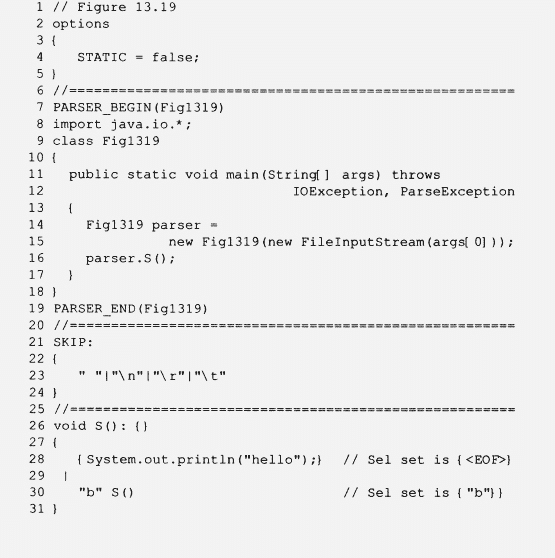 1 // Figure 13.19
2 options
3 {
4    STATIC = false;
5 }
6 //======================================================
7 PARSER_BEGIN(Fig1319)
8 import java.io.*;
9 class Fig1319
10 {
11   public static void main(String[] args) throws
12                              IOException, ParseException
13   {
14     Fig1319 parser =
15               new Fig1319(new FileInputStream(args[0]));
16     parser.S();
17   }
18 }
19 PARSER_END(Fig1319)
20 //======================================================
21 SKIP:
22 {
23    " "|"\n"|"\r"|"\t"
24 }
25 //======================================================
26 void S(): {}
27 {
28    {System.out.println("hello");}  // Sel set is {<EOF>}
29  |
30    "b" S()                         // Sel set is {"b"}}
31 }